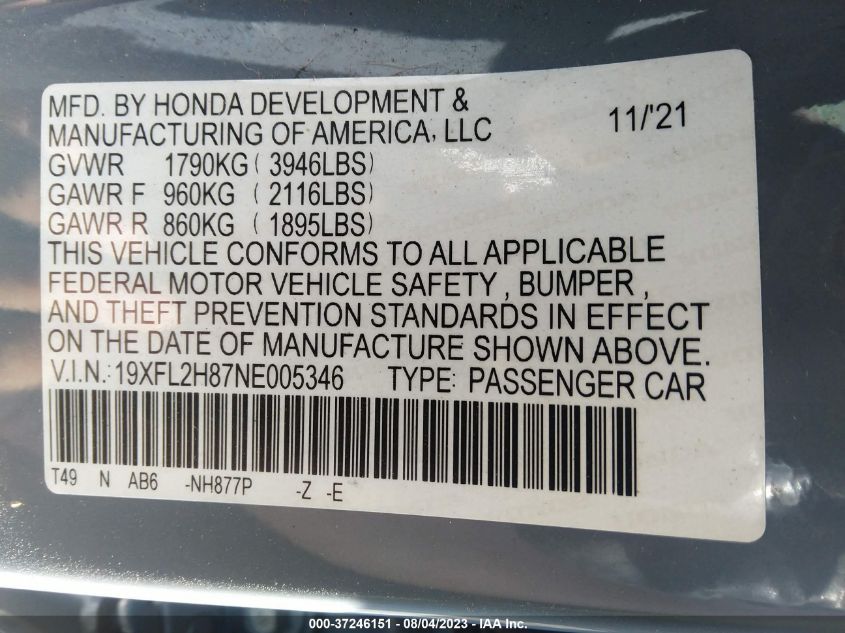 MFD. BY HONDA DEVELOPMENT &
MANUFACTURING OF AMERICA, LLC 11/'21
GVWR 1790KG ( 3946LBS)
GAWR F 960KG ( 2116LBS)
GAWR R 860KG ( 1895LBS)
THIS VEHICLE CONFORMS TO ALL APPLICABLE
FEDERAL MOTOR VEHICLE SAFETY , BUMPER ,
AND THEFT PREVENTION STANDARDS IN EFFECT
ON THE DATE OF MANUFACTURE SHOWN ABOVE.
V.I.N.: 19XFL2H87NE005346 TYPE: PASSENGER CAR
T49 N AB6 -NH877P -Z -E
000-37246151 - 08/04/2023 - IAA Inc.